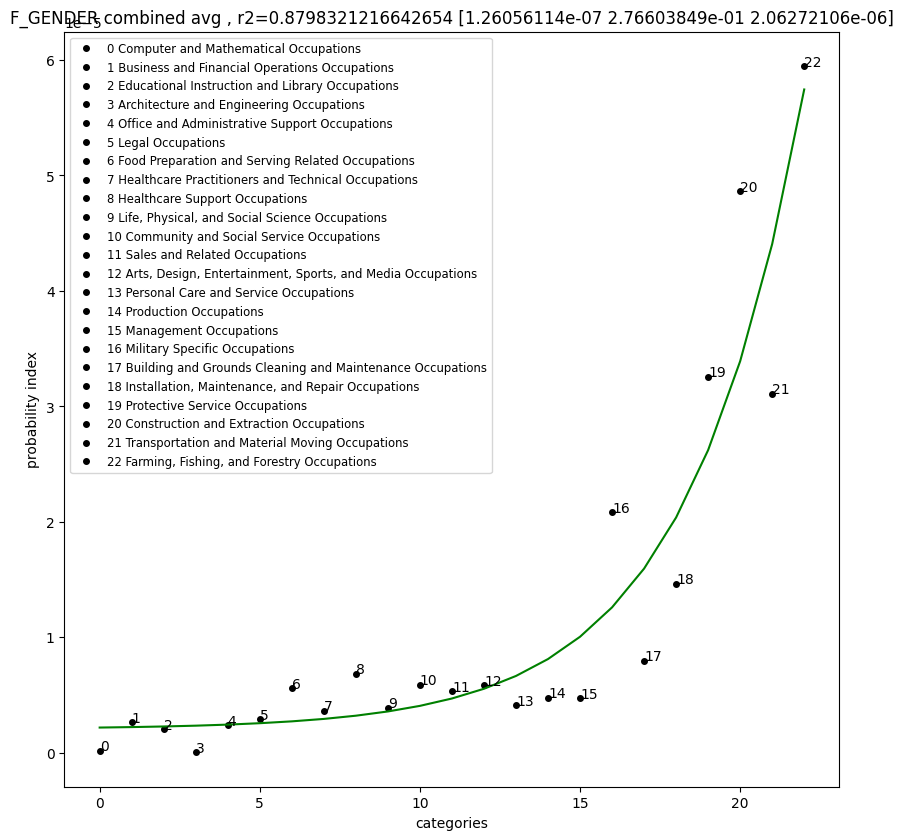 F_GENDER combined avg , r2=0.8798321216642654 [1.26056114e-07 2.76603849e-01 2.06272106e-06]
1e-5
0 Computer and Mathematical Occupations
1 Business and Financial Operations Occupations
2 Educational Instruction and Library Occupations
3 Architecture and Engineering Occupations
4 Office and Administrative Support Occupations
5 Legal Occupations
6 Food Preparation and Serving Related Occupations
7 Healthcare Practitioners and Technical Occupations
8 Healthcare Support Occupations
9 Life, Physical, and Social Science Occupations
10 Community and Social Service Occupations
11 Sales and Related Occupations
12 Arts, Design, Entertainment, Sports, and Media Occupations
13 Personal Care and Service Occupations
14 Production Occupations
15 Management Occupations
16 Military Specific Occupations
17 Building and Grounds Cleaning and Maintenance Occupations
18 Installation, Maintenance, and Repair Occupations
19 Protective Service Occupations
20 Construction and Extraction Occupations
21 Transportation and Material Moving Occupations
22 Farming, Fishing, and Forestry Occupations
6
5
4
3
2
1
0
probability index
0
1
2
3
4
5
6
7
8
9
10
11
12
13
14
15
16
17
18
19
20
21
22
0
5
10
15
20
categories